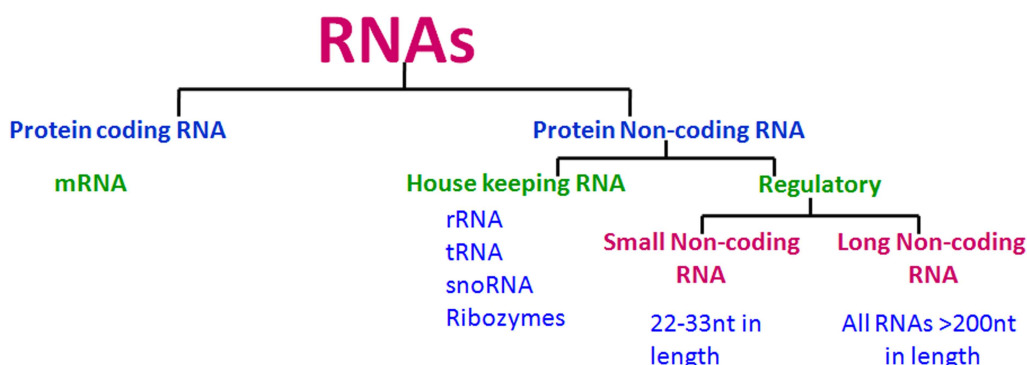 RNAs
Protein coding RNA
Protein Non-coding RNA
mRNA
House keeping RNA
Regulatory
rRNA
tRNA
snoRNA
Ribozymes
Small Non-coding
RNA
Long Non-coding
RNA
22-33nt in
length
All RNAs >200nt
in length